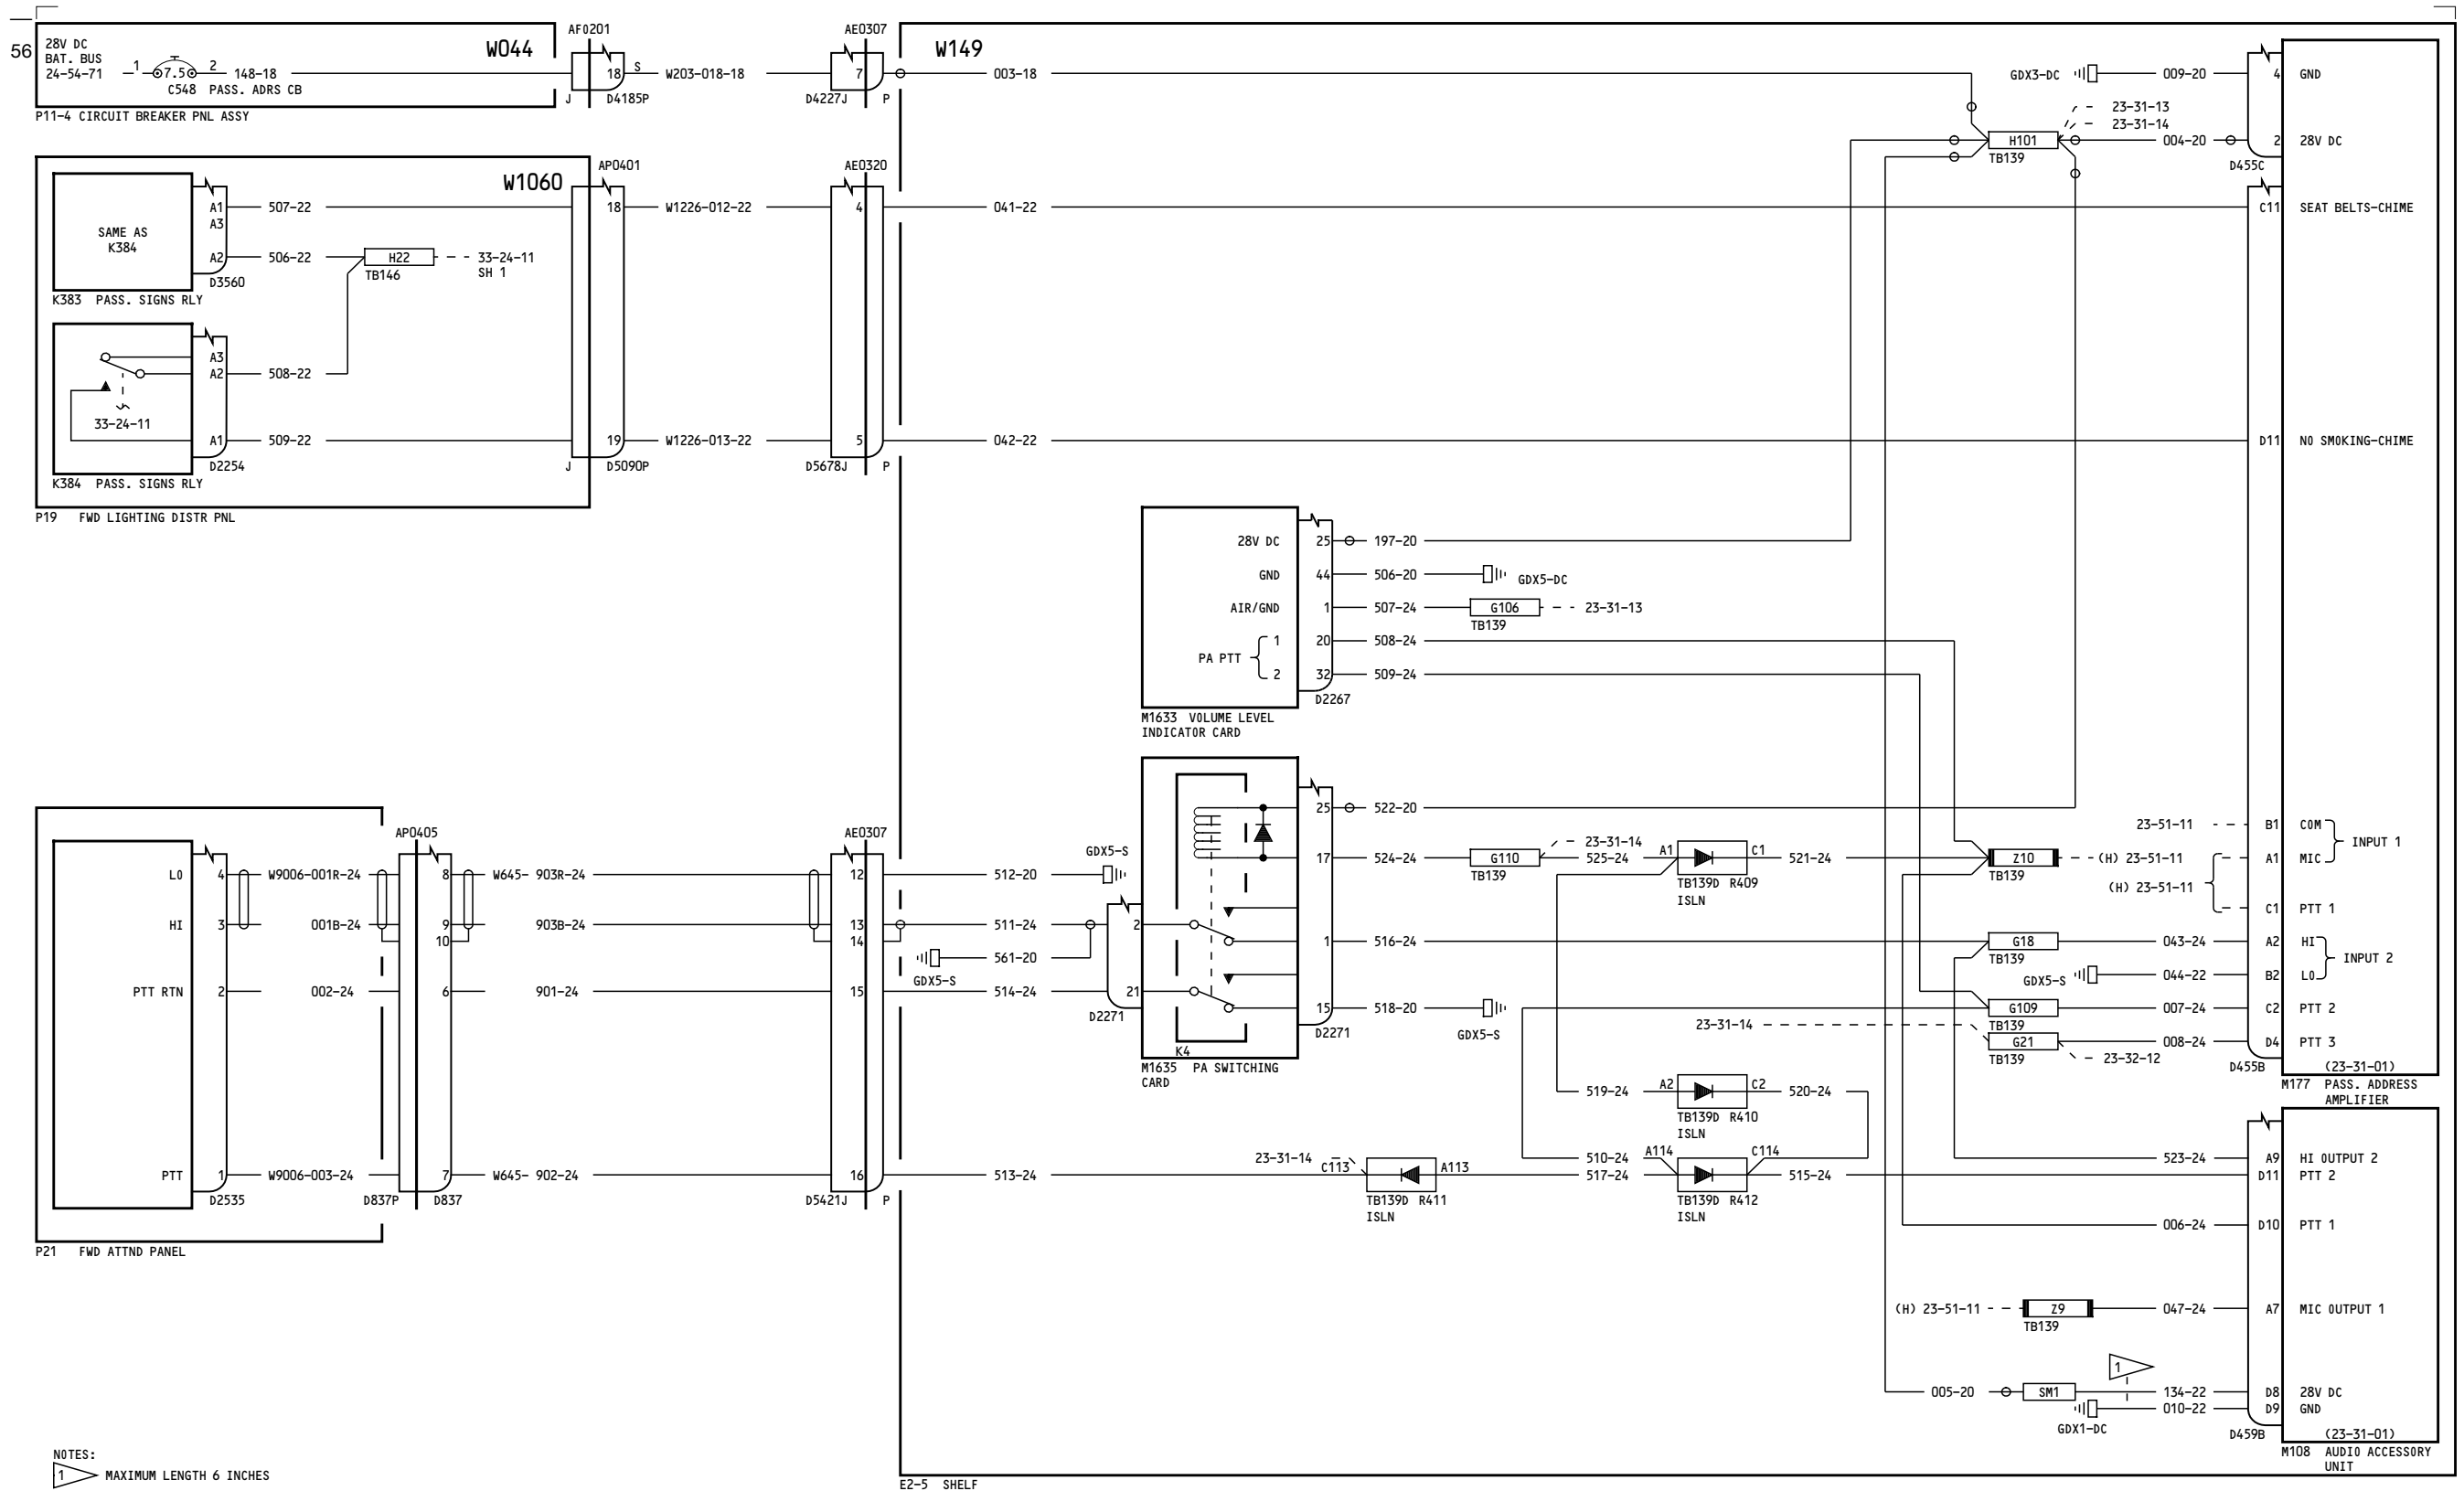 56
28V DC
BAT. BUS
24-54-71
1
7.5
2
148-18
C548 PASS. ADRS CB
W044
P11-4 CIRCUIT BREAKER PNL ASSY
AF0201
18
S
J
D4185P
W203-018-18
AE0307
7
D4227J
P
W149
003-18
GDX3-DC
009-20
4
GND
23-31-13
23-31-14
H101
TB139
004-20
2
28V DC
D455C
W1060
SAME AS
K384
A1
A3
A2
507-22
506-22
D3560
K383 PASS. SIGNS RLY
H22
TB146
33-24-11
SH 1
AP0401
18
W1226-012-22
AE0320
4
041-22
C11
SEAT BELTS-CHIME
A3
A2
508-22
33-24-11
A1
509-22
D2254
K384 PASS. SIGNS RLY
19
J
D5090P
W1226-013-22
5
D5678J
P
042-22
D11
NO SMOKING-CHIME
P19 FWD LIGHTING DISTR PNL
28V DC
25
197-20
GND
44
506-20
GDX5-DC
AIR/GND
1
507-24
G106
TB139
23-31-13
PA PTT
1
20
508-24
2
32
509-24
D2267
M1633 VOLUME LEVEL
INDICATOR CARD
25
522-20
17
524-24
G110
TB139
23-31-14
525-24
A1
C1
TB139D R409
ISLN
521-24
Z10
TB139
(H) 23-51-11
23-51-11
B1
COM
A1
MIC
INPUT 1
(H) 23-51-11
C1
PTT 1
AP0405
AE0307
LO
4
W9006-001R-24
8
W645- 903R-24
12
512-20
GDX5-S
HI
3
001B-24
9
903B-24
13
511-24
2
10
14
561-20
GDX5-S
PTT RTN
2
002-24
6
901-24
15
514-24
21
D2271
1
516-24
G18
TB139
043-24
A2
HI
GDX5-S
044-22
B2
LO
INPUT 2
15
518-20
GDX5-S
D2271
K4
M1635 PA SWITCHING
CARD
G109
TB139
007-24
C2
PTT 2
23-31-14
G21
TB139
008-24
D4
PTT 3
23-32-12
D455B
(23-31-01)
M177 PASS. ADDRESS
AMPLIFIER
519-24
A2
C2
TB139D R410
ISLN
520-24
PTT
1
W9006-003-24
7
W645- 902-24
16
513-24
D2535
D837P
D837
D5421J
P
P21 FWD ATTND PANEL
23-31-14
C113
A113
TB139D R411
ISLN
510-24
A114
517-24
C114
TB139D R412
ISLN
515-24
523-24
A9
HI OUTPUT 2
D11
PTT 2
006-24
D10
PTT 1
(H) 23-51-11
Z9
TB139
047-24
A7
MIC OUTPUT 1
1
005-20
SM1
134-22
D8
28V DC
010-22
D9
GND
GDX1-DC
D459B
(23-31-01)
M108 AUDIO ACCESSORY
UNIT
NOTES:
1 MAXIMUM LENGTH 6 INCHES
E2-5 SHELF